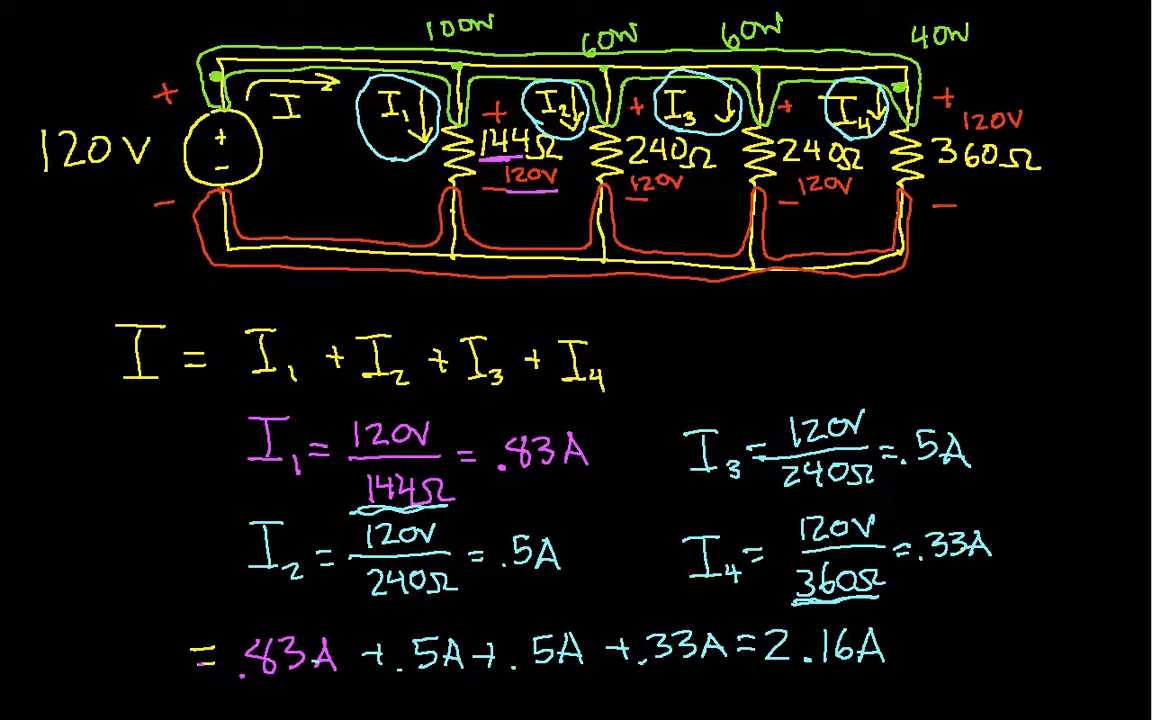 100W 60W 60W 40W
+ I I₁ + I₂ + I₃ + I₄ + 120V
120V + - 144Ω 240Ω 240Ω 360Ω
- - 120V - 120V - 120V -
I = I₁ + I₂ + I₃ + I₄
I₁ = 120V / 144Ω = .83A
I₃ = 120V / 240Ω = .5A
I₂ = 120V / 240Ω = .5A
I₄ = 120V / 360Ω = .33A
= .83A + .5A + .5A + .33A = 2.16A